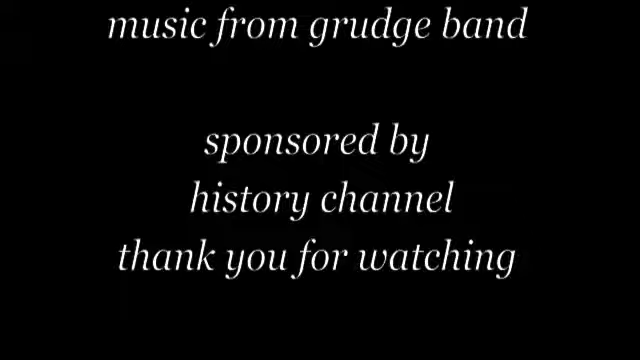 music from grudge band
sponsored by
history channel
thank you for watching